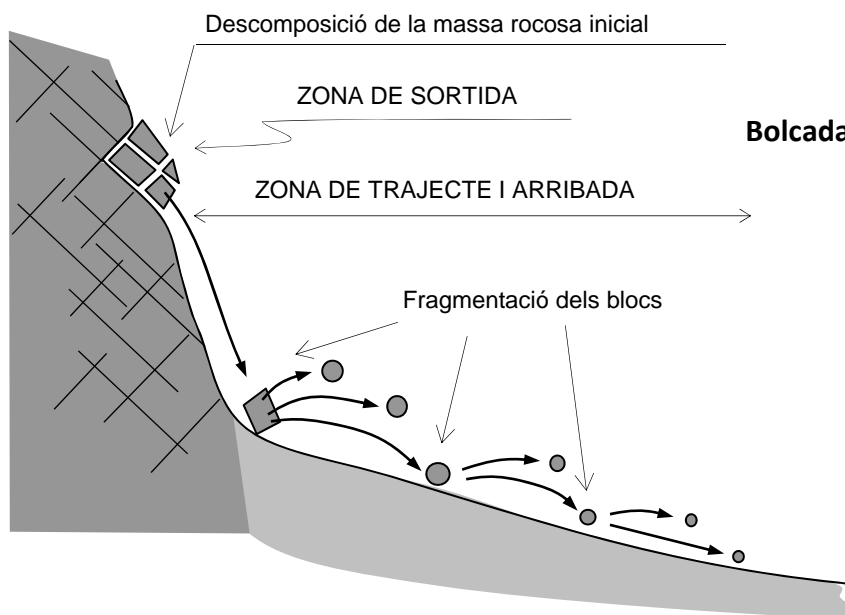 Descomposició de la massa rocosa inicial
ZONA DE SORTIDA
Bolcada
ZONA DE TRAJECTE I ARRIBADA
Fragmentació dels blocs